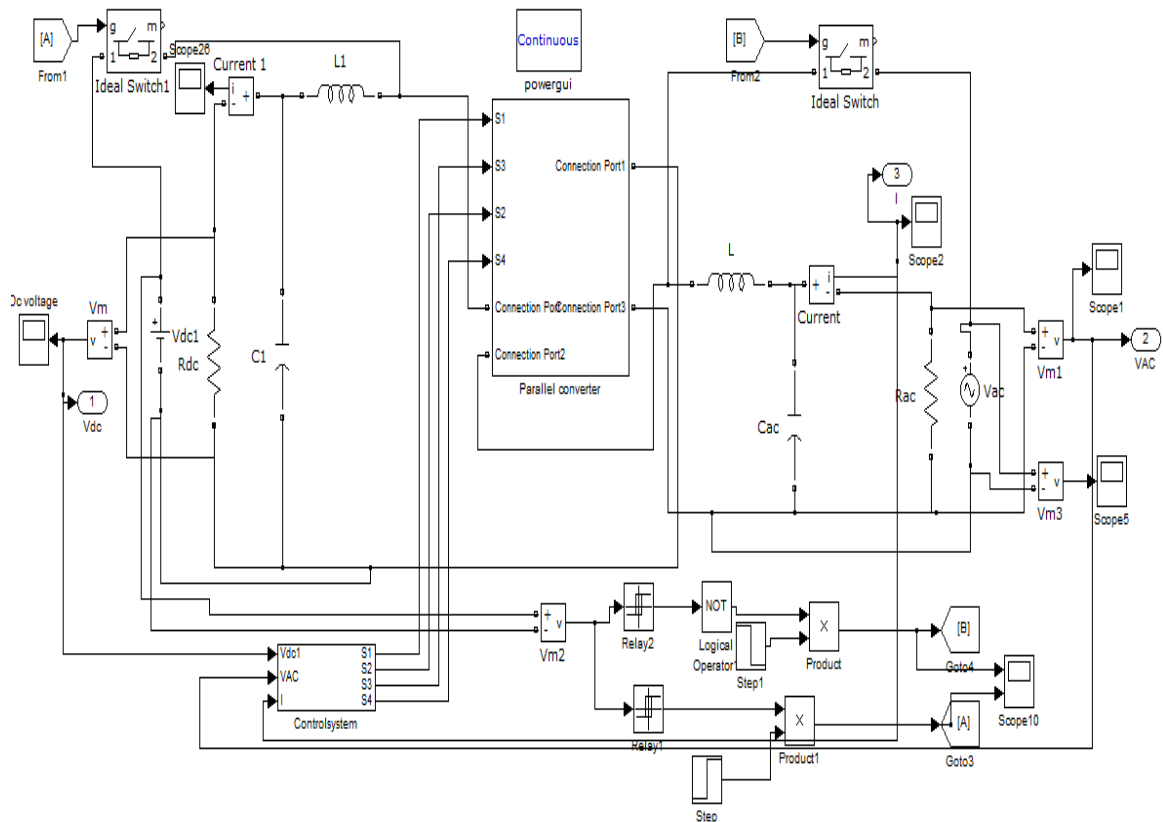 [A]
From1
g m
1 2
Ideal Switch1
Scope26
Current 1
i
+
-
L1
Continuous
powergui
[B]
From2
g m
1 2
Ideal Switch
S1
S3
S2
S4
Connection Port1
Connection Port
Connection Port3
Connection Port2
Parallel converter
3
I
Scope2
L
+
i
-
Current
Scope1
Dc voltage
Vm
v
+
-
+
Vdc1
Rdc
C1
1
Vdc
Cac
Rac
+
Vac
+
-
v
Vm1
2
VAC
+
-
v
Vm3
Scope5
+
-
v
Vm2
Relay2
NOT
Logical
Operator1
Step1
X
Product
[B]
Goto4
Scope10
Vdc1
VAC
I
S1
S2
S3
S4
Controlsystem
Relay1
X
Product1
[A]
Goto3
Step